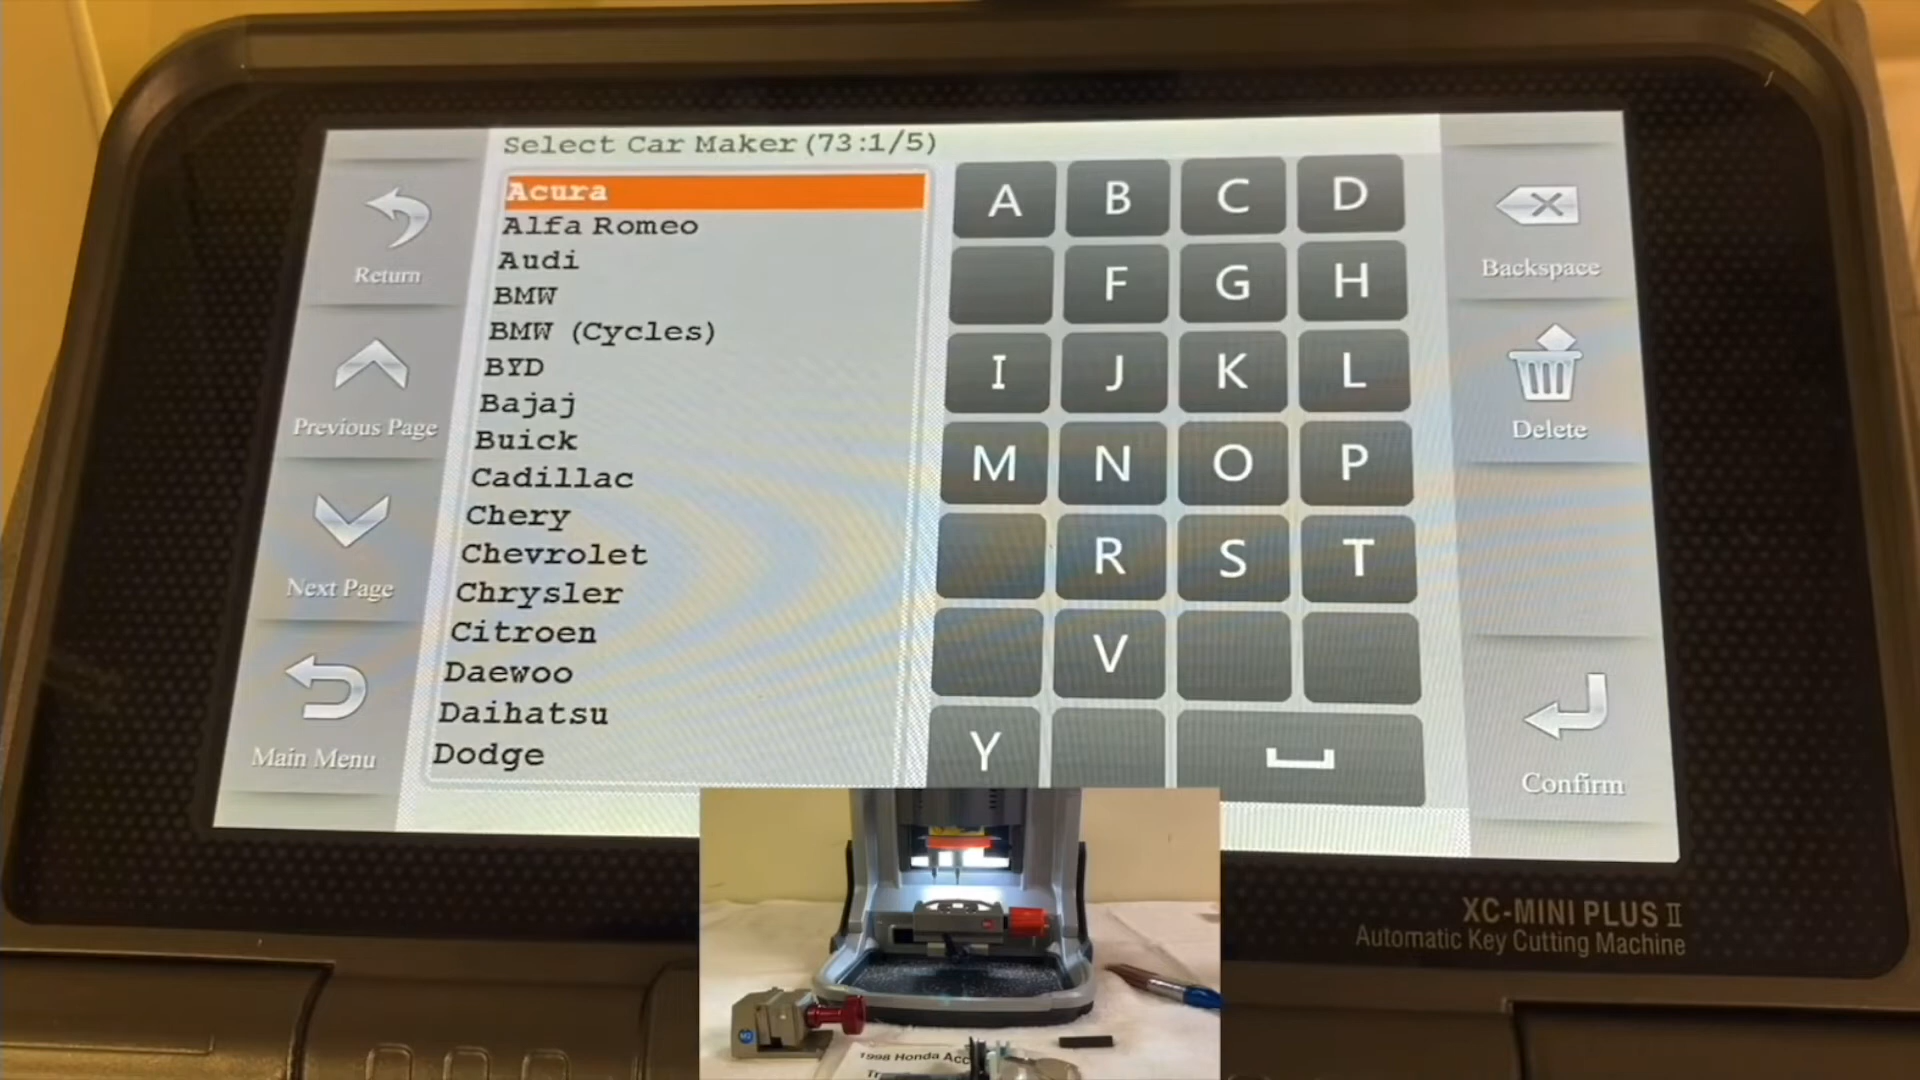 Select Car Maker (73:1/5)
Return
Previous Page
Next Page
Main Menu
Acura
Alfa Romeo
Audi
BMW
BMW (Cycles)
BYD
Bajaj
Buick
Cadillac
Chery
Chevrolet
Chrysler
Citroen
Daewoo
Daihatsu
Dodge
A B C D
F G H
I J K L
M N O P
R S T
V
Y
Backspace
Delete
Confirm
XC-MINI PLUS II
Automatic Key Cutting Machine
1998 Honda Acc